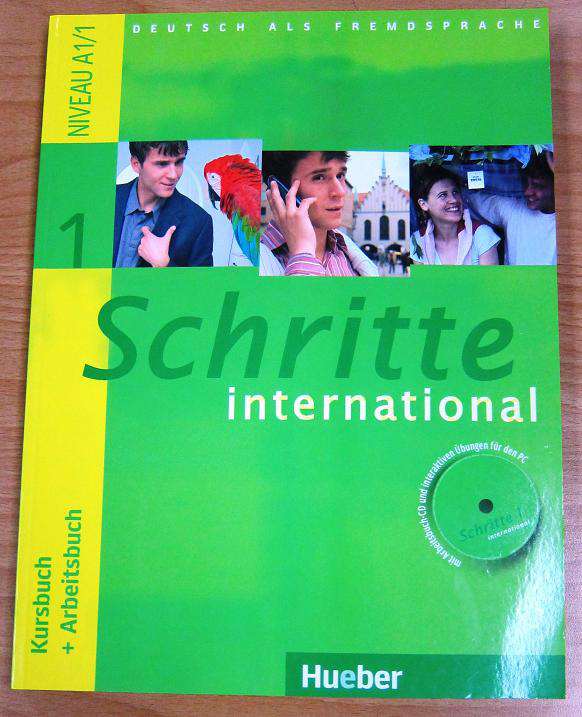 DEUTSCH ALS FREMDSPRACHE
NIVEAU A1/1
1
Schritte
international
mit Arbeitsbuch-CD und interaktiven Übungen für den PC
Schritte 1
international
Kursbuch
+ Arbeitsbuch
Hueber